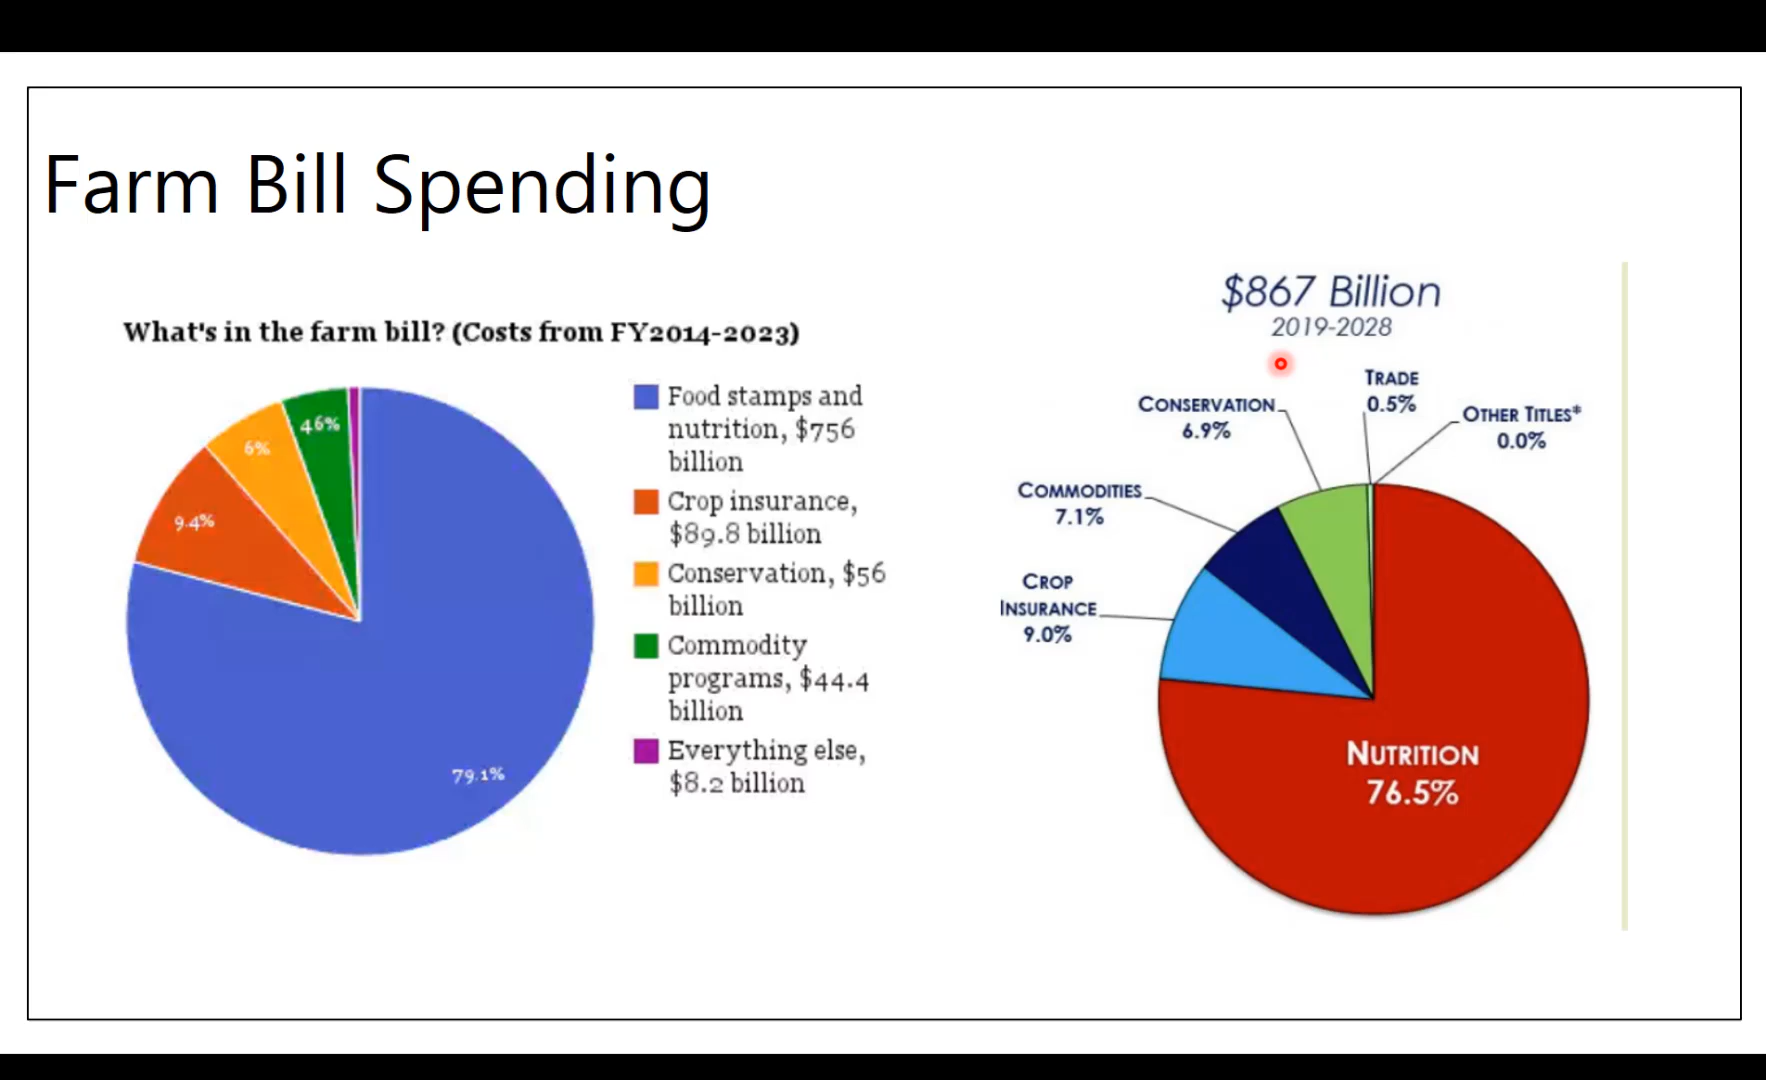 Farm Bill Spending
What's in the farm bill? (Costs from FY2014-2023)
4 6%
6%
9.4%
79.1%
Food stamps and
nutrition, $756
billion
Crop insurance,
$89.8 billion
Conservation, $56
billion
Commodity
programs, $44.4
billion
Everything else,
$8.2 billion
$867 Billion
2019-2028
TRADE
0.5%
CONSERVATION
6.9%
OTHER TITLES*
0.0%
COMMODITIES
7.1%
CROP
INSURANCE
9.0%
NUTRITION
76.5%